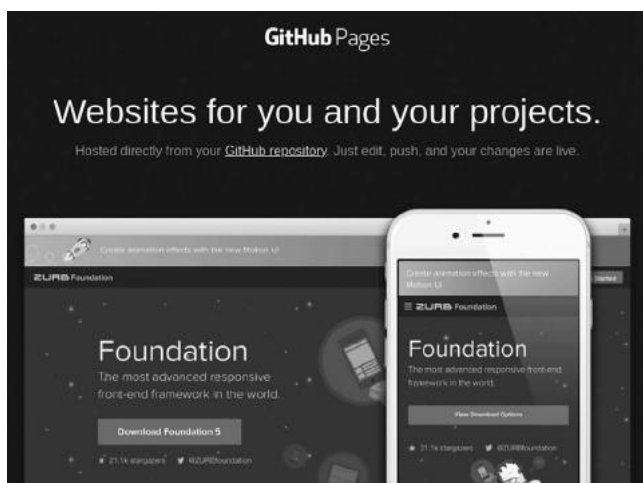 GitHub Pages
Websites for you and your projects.
Hosted directly from your GitHub repository. Just edit, push, and your changes are live.
Create animation effects with the new Motion UI
ZURB Foundation
Foundation
The most advanced responsive
front-end framework in the world.
Download Foundation 5
21.1k stargazers @ZURBfoundation
Create animation effects with the new
Motion UI
ZURB Foundation
Started
Foundation
The most advanced responsive front-end
framework in the world.
View Download Options
21.1k stargazers @ZURBfoundation